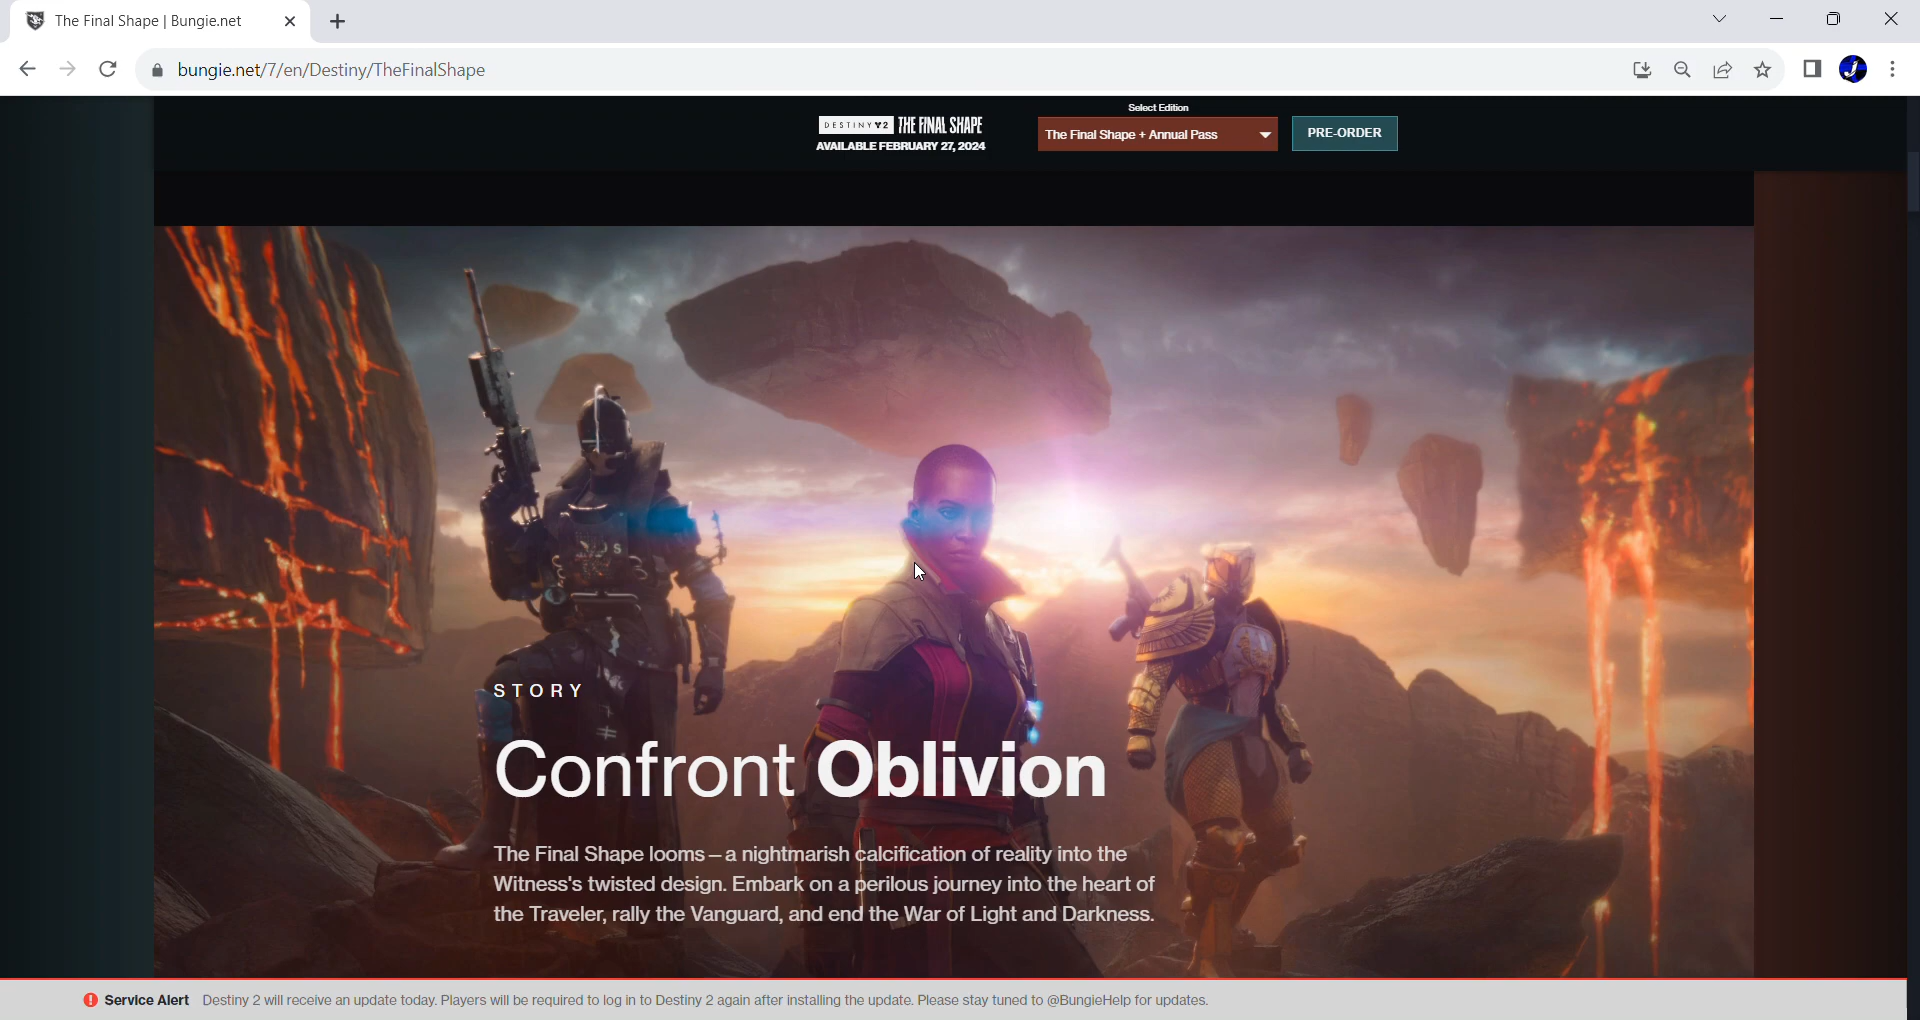 The Final Shape | Bungie.net
bungie.net/7/en/Destiny/TheFinalShape
Select Edition
DESTINY 2 THE FINAL SHAPE
AVAILABLE FEBRUARY 27, 2024
The Final Shape + Annual Pass
PRE-ORDER
STORY
Confront Oblivion
The Final Shape looms – a nightmarish calcification of reality into the
Witness's twisted design. Embark on a perilous journey into the heart of
the Traveler, rally the Vanguard, and end the War of Light and Darkness.
Service Alert Destiny 2 will receive an update today. Players will be required to log in to Destiny 2 again after installing the update. Please stay tuned to @BungieHelp for updates.